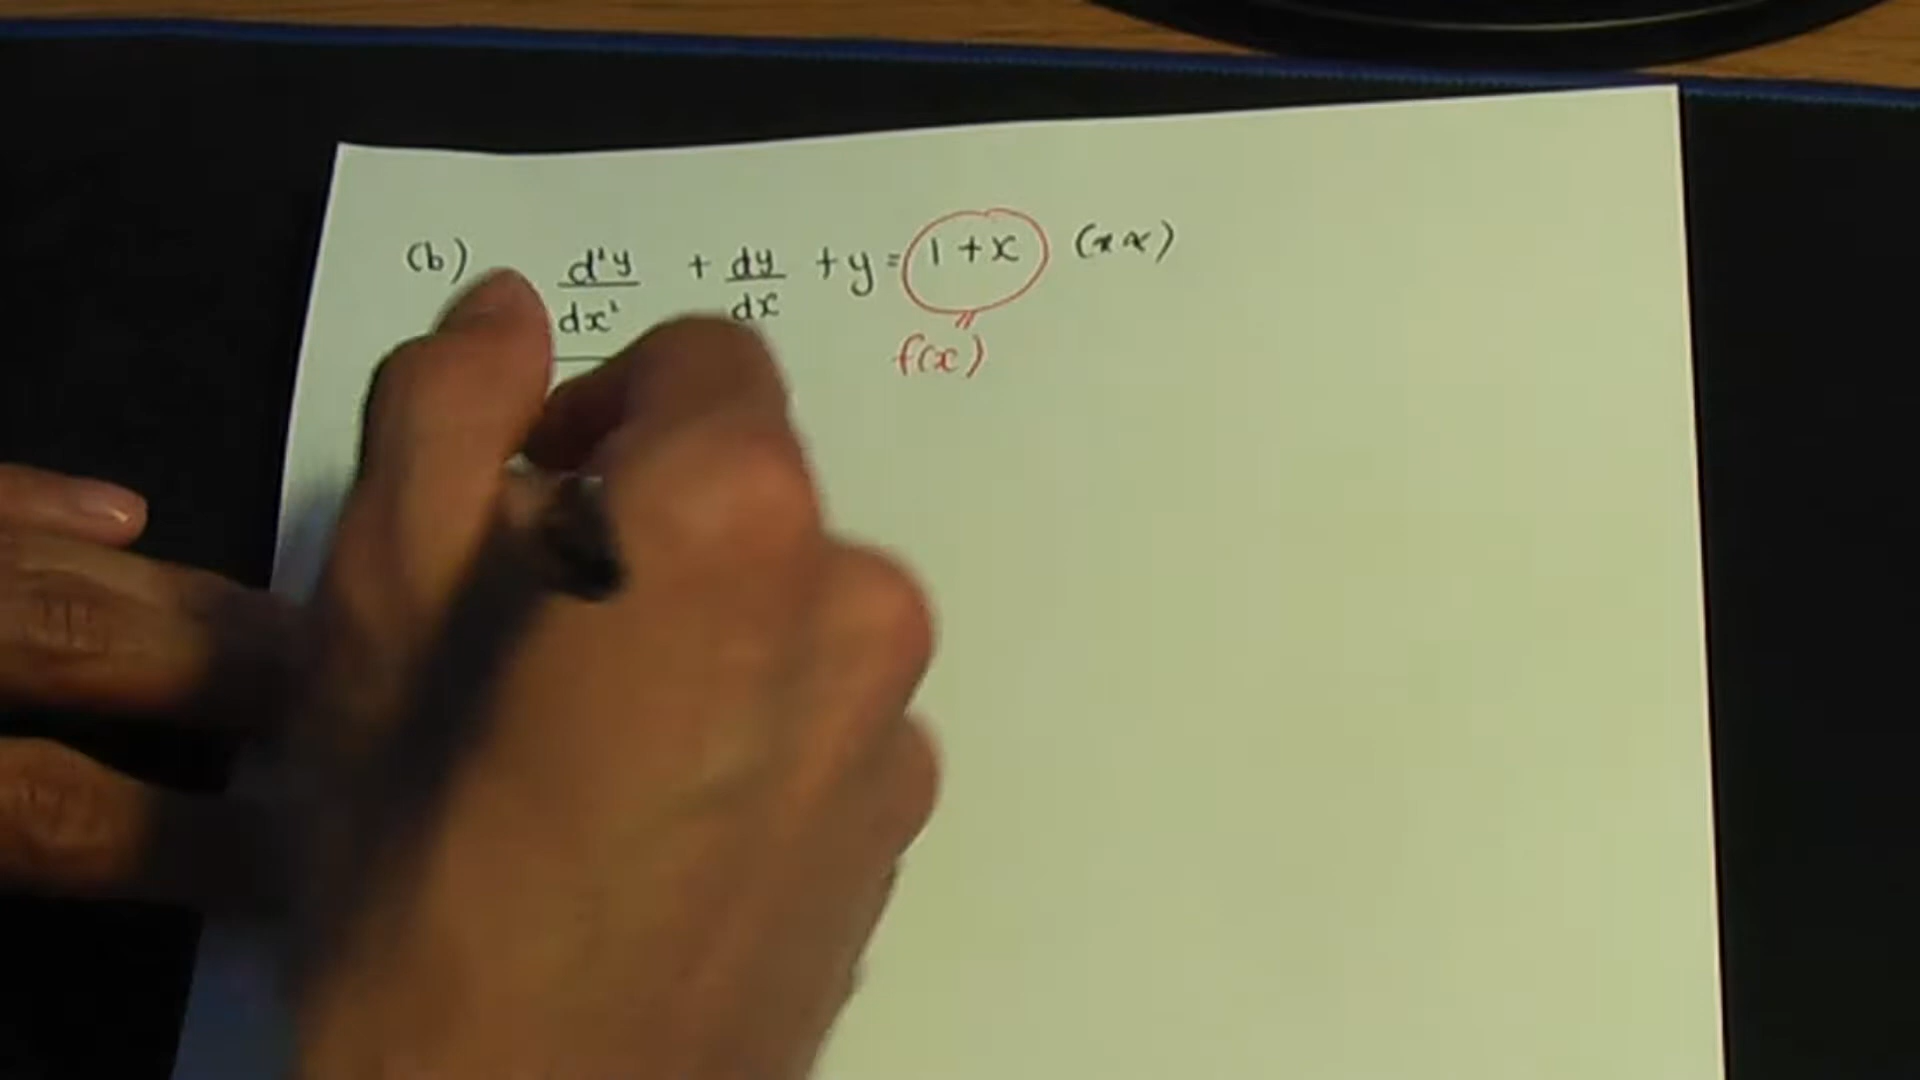 (b) d²y/dx² + dy/dx + y = 1 + x (**)
f(x)